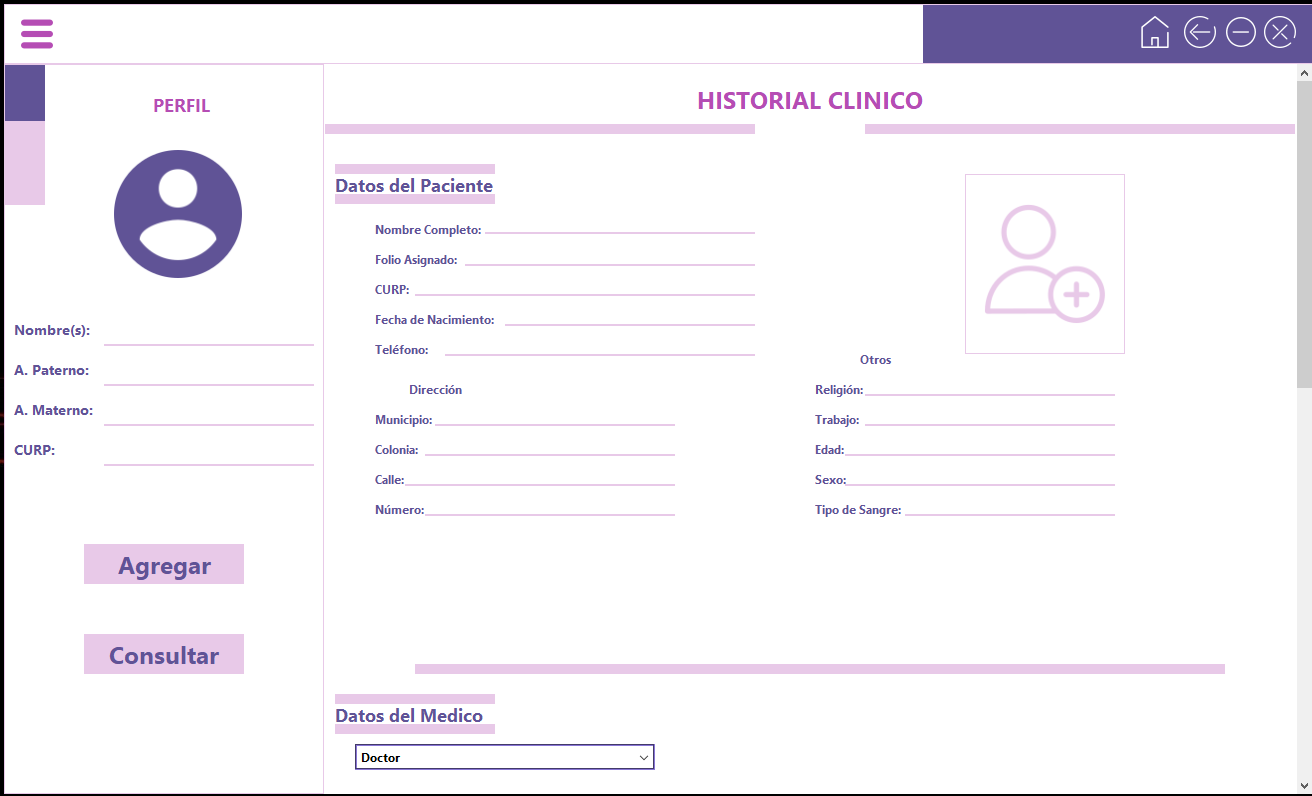 PERFIL
Nombre(s):
A. Paterno:
A. Materno:
CURP:
Agregar
Consultar
HISTORIAL CLINICO
Datos del Paciente
Nombre Completo:
Folio Asignado:
CURP:
Fecha de Nacimiento:
Teléfono:
Dirección
Municipio:
Colonia:
Calle:
Número:
Otros
Religión:
Trabajo:
Edad:
Sexo:
Tipo de Sangre:
Datos del Medico
Doctor